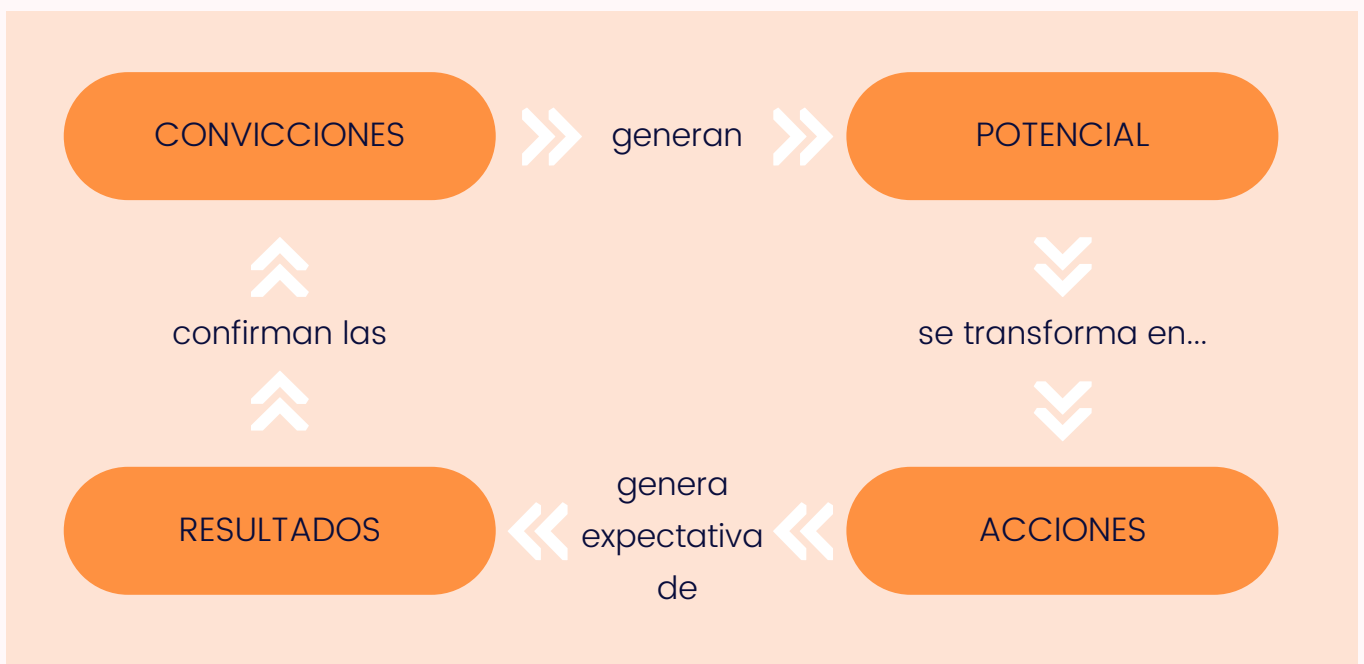 CONVICCIONES
generan
POTENCIAL
confirman las
se transforma en...
RESULTADOS
genera
expectativa
de
ACCIONES